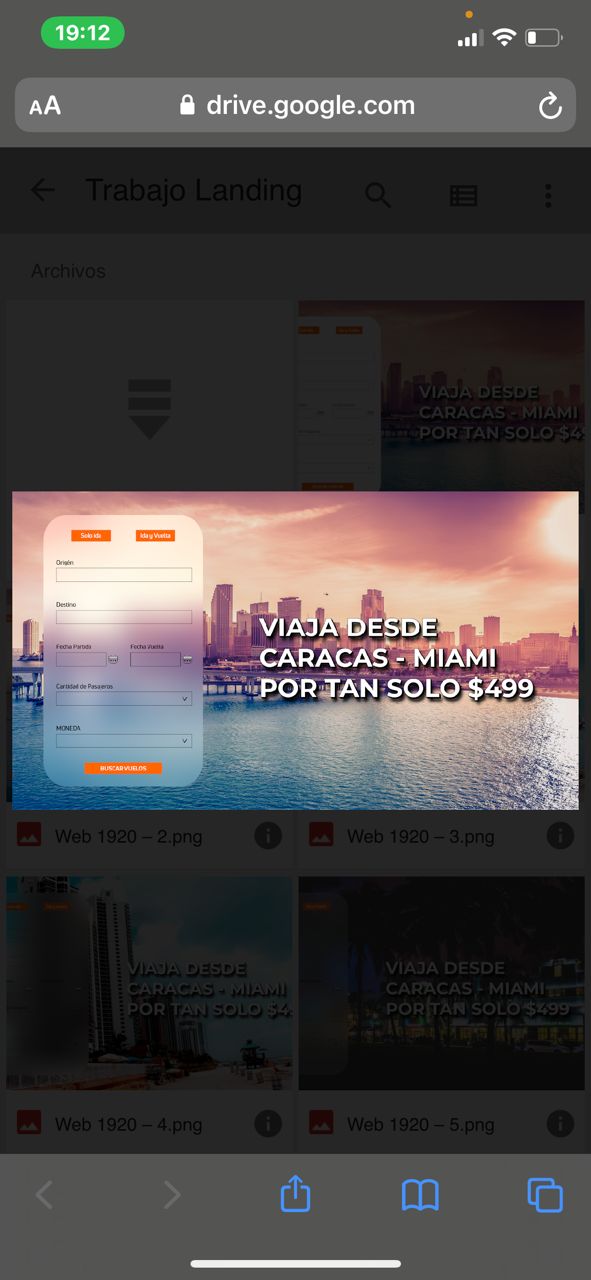 19:12
AA
drive.google.com
Trabajo Landing
Archivos
VIAJA DESDE
CARACAS - MIAMI
POR TAN SOLO $4
Solo ida
Ida y Vuelta
Origen
Destino
Fecha Partida
Fecha Vuelta
Cantidad de Pasajeros
MONEDA
BUSCAR VUELOS
VIAJA DESDE
CARACAS - MIAMI
POR TAN SOLO $499
Web 1920 – 2.png
Web 1920 – 3.png
VIAJA DESDE
CARACAS - MIAMI
POR TAN SOLO $4
VIAJA DESDE
CARACAS - MIAMI
POR TAN SOLO $499
Web 1920 – 4.png
Web 1920 – 5.png